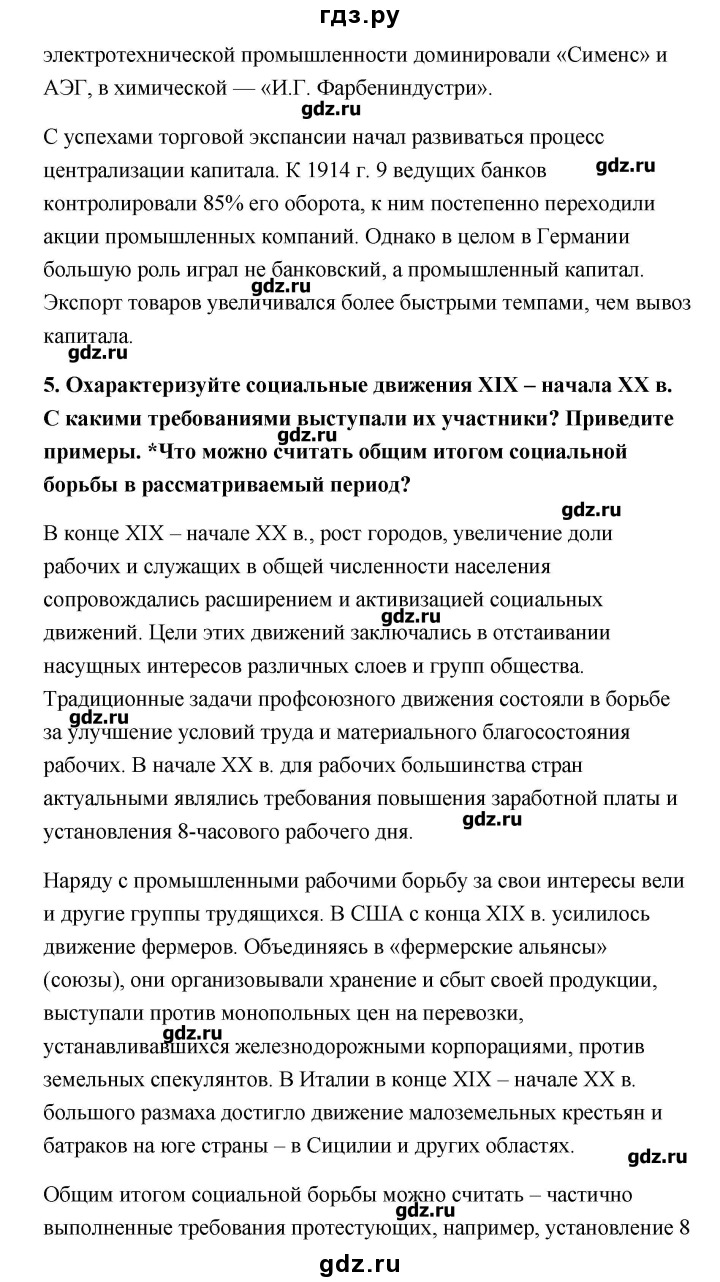 гдз.ру
электротехнической промышленности доминировали «Сименс» и
АЭГ, в химической — «И.Г. Фарбениндустри».
gdz.ru
С успехами торговой экспансии начал развиваться процесс
централизации капитала. К 1914 г. 9 ведущих банков
gdz.ru
контролировали 85% его оборота, к ним постепенно переходили
акции промышленных компаний. Однако в целом в Германии
большую роль играл не банковский, а промышленный капитал.
gdz.ru
Экспорт товаров увеличивался более быстрыми темпами, чем вывоз
капитала.
gdz.ru
5. Охарактеризуйте социальные движения XIX – начала XX в.
С какими требованиями выступали их участники? Приведите
gdz.ru
примеры. *Что можно считать общим итогом социальной
борьбы в рассматриваемый период?
gdz.ru
В конце XIX – начале XX в., рост городов, увеличение доли
рабочих и служащих в общей численности населения
сопровождались расширением и активизацией социальных
gdz.ru
движений. Цели этих движений заключались в отстаивании
насущных интересов различных слоев и групп общества.
Традиционные задачи профсоюзного движения состояли в борьбе
gdz.ru
за улучшение условий труда и материального благосостояния
рабочих. В начале XX в. для рабочих большинства стран
актуальными являлись требования повышения заработной платы и
gdz.ru
установления 8-часового рабочего дня.
Наряду с промышленными рабочими борьбу за свои интересы вели
и другие группы трудящихся. В США с конца XIX в. усилилось
движение фермеров. Объединяясь в «фермерские альянсы»
(союзы), они организовывали хранение и сбыт своей продукции,
выступали против монопольных цен на перевозки,
gdz.ru
устанавливавшихся железнодорожными корпорациями, против
земельных спекулянтов. В Италии в конце XIX – начале XX в.
большого размаха достигло движение малоземельных крестьян и
батраков на юге страны – в Сицилии и других областях.
gdz.ru
Общим итогом социальной борьбы можно считать – частично
gdz.ru
выполненные требования протестующих, например, установление 8
gdz.ru